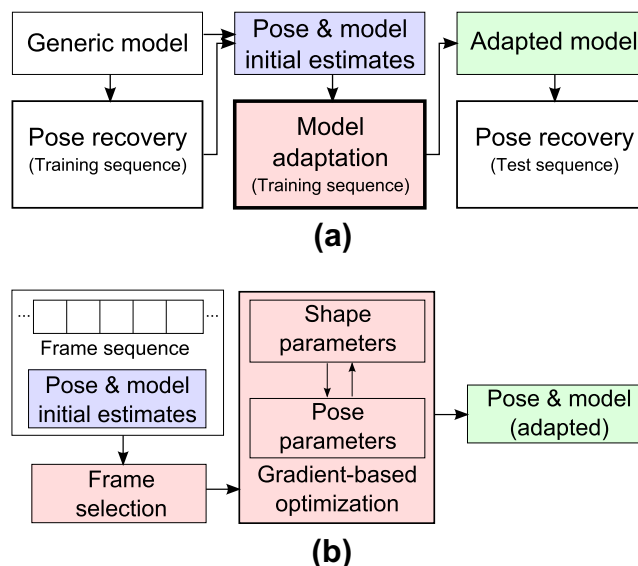 Generic model
Pose & model
initial estimates
Adapted model
Pose recovery
(Training sequence)
Model
adaptation
(Training sequence)
Pose recovery
(Test sequence)
(a)
... ...
Frame sequence
Pose & model
initial estimates
Frame
selection
Shape
parameters
Pose
parameters
Gradient-based
optimization
Pose & model
(adapted)
(b)